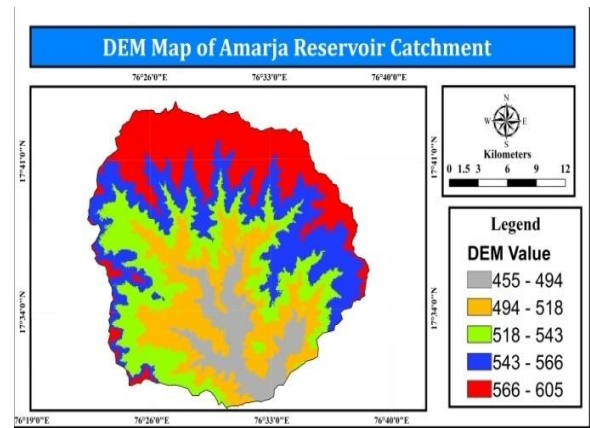 DEM Map of Amarja Reservoir Catchment
76°26'0"E 76°33'0"E 76°40'0"E
17°41'0"N 17°41'0"N
17°34'0"N 17°34'0"N
76°19'0"E 76°26'0"E 76°33'0"E 76°40'0"E
N
W E
S
Kilometers
0 1.5 3 6 9 12
Legend
DEM Value
455 - 494
494 - 518
518 - 543
543 - 566
566 - 605